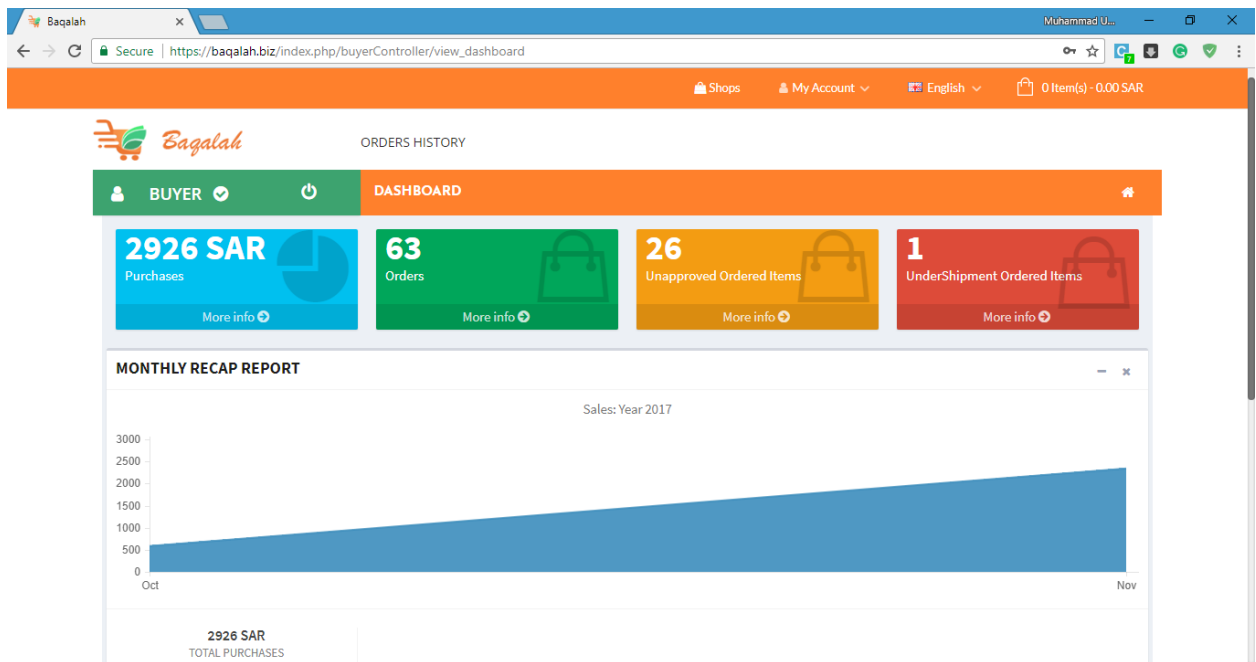 Baqalah
Muhammad U...
Secure https://baqalah.biz/index.php/buyerController/view_dashboard
7
Shops My Account English 0 Item(s) - 0.00 SAR
Baqalah ORDERS HISTORY
BUYER DASHBOARD
2926 SAR
Purchases
More info
63
Orders
More info
26
Unapproved Ordered Items
More info
1
UnderShipment Ordered Items
More info
MONTHLY RECAP REPORT
Sales: Year 2017
3000
2500
2000
1500
1000
500
0
Oct Nov
2926 SAR
TOTAL PURCHASES